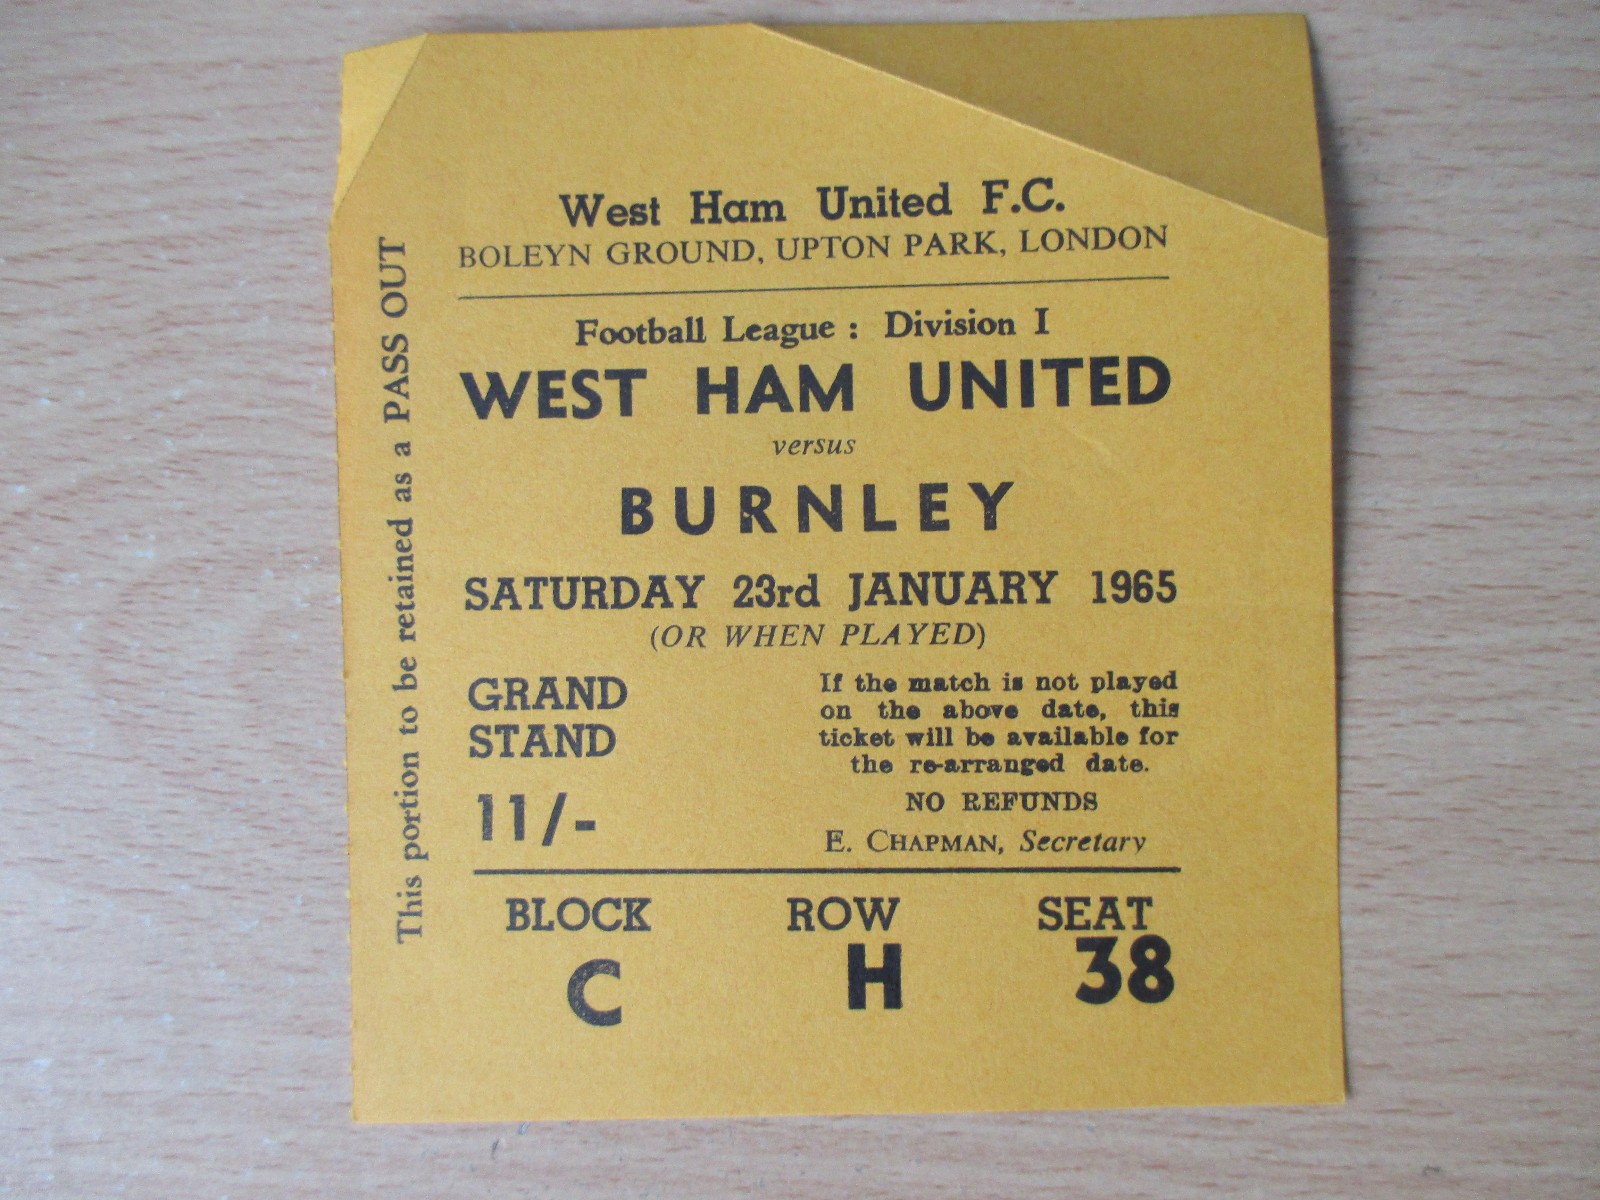 West Ham United F.C.
BOLEYN GROUND, UPTON PARK, LONDON
Football League : Division I
WEST HAM UNITED
versus
BURNLEY
SATURDAY 23rd JANUARY 1965
(OR WHEN PLAYED)
GRAND
STAND
11/-
If the match is not played
on the above date, this
ticket will be available for
the re-arranged date.
NO REFUNDS
E. CHAPMAN, Secretary
BLOCK ROW SEAT
C H 38
This portion to be retained as a PASS OUT